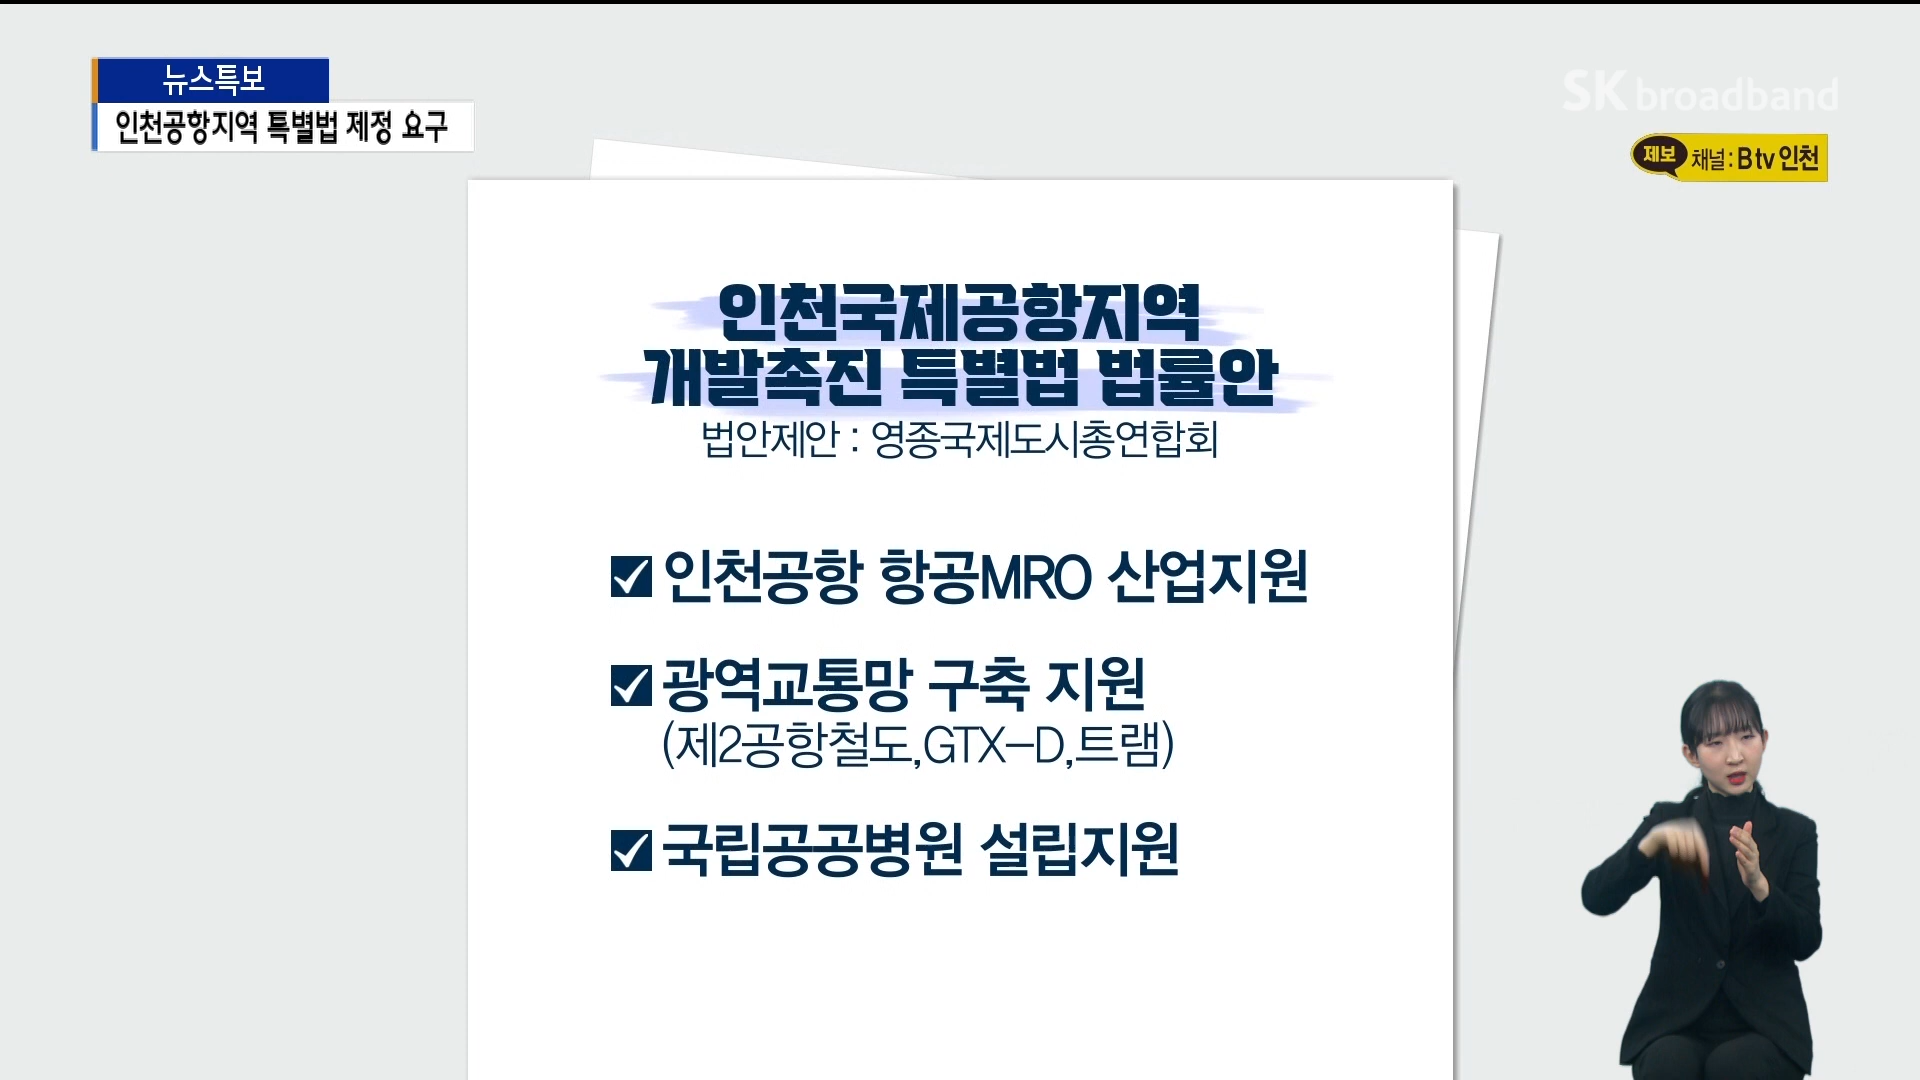 뉴스특보
인천공항지역 특별법 제정 요구
SK broadband
제보 채널 : B tv 인천
인천국제공항지역
개발촉진 특별법 법률안
법안제안 : 영종국제도시총연합회
인천공항 항공MRO 산업지원
광역교통망 구축 지원
(제2공항철도,GTX-D,트램)
국립공공병원 설립지원